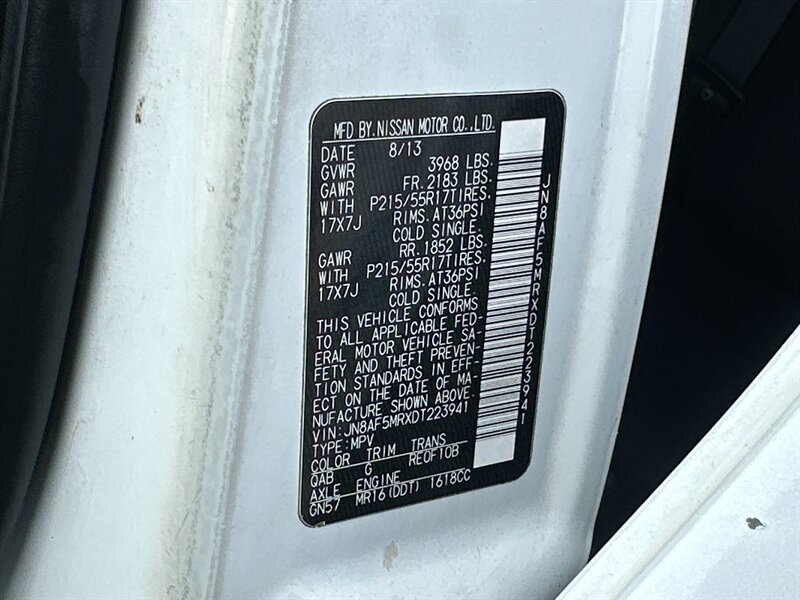 MFD BY.NISSAN MOTOR CO.,LTD.
DATE 8/13
GVWR 3968 LBS.
GAWR FR. 2183 LBS.
WITH P215/55R17TIRES.
17X7J RIMS. AT36PSI
COLD SINGLE.
GAWR RR. 1852 LBS.
WITH P215/55R17TIRES.
17X7J RIMS. AT36PSI
COLD SINGLE.
THIS VEHICLE CONFORMS
TO ALL APPLICABLE FED-
ERAL MOTOR VEHICLE SA-
FETY AND THEFT PREVEN-
TION STANDARDS IN EFF-
ECT ON THE DATE OF MA-
NUFACTURE SHOWN ABOVE.
VIN:JN8AF5MRXDT223941
TYPE:MPV
COLOR TRIM TRANS
QAB G RE0F10B
AXLE ENGINE
GN57 MR16(DDT) 1618CC
JN8AF5MRXDT223941